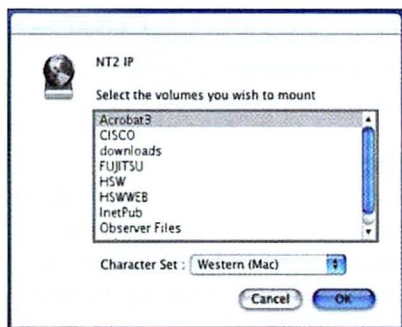 NT2 IP
Select the volumes you wish to mount
Acrobat3
CISCO
downloads
FUJITSU
HSW
HSWWEB
InetPub
Observer Files
Character Set : Western (Mac)
Cancel OK